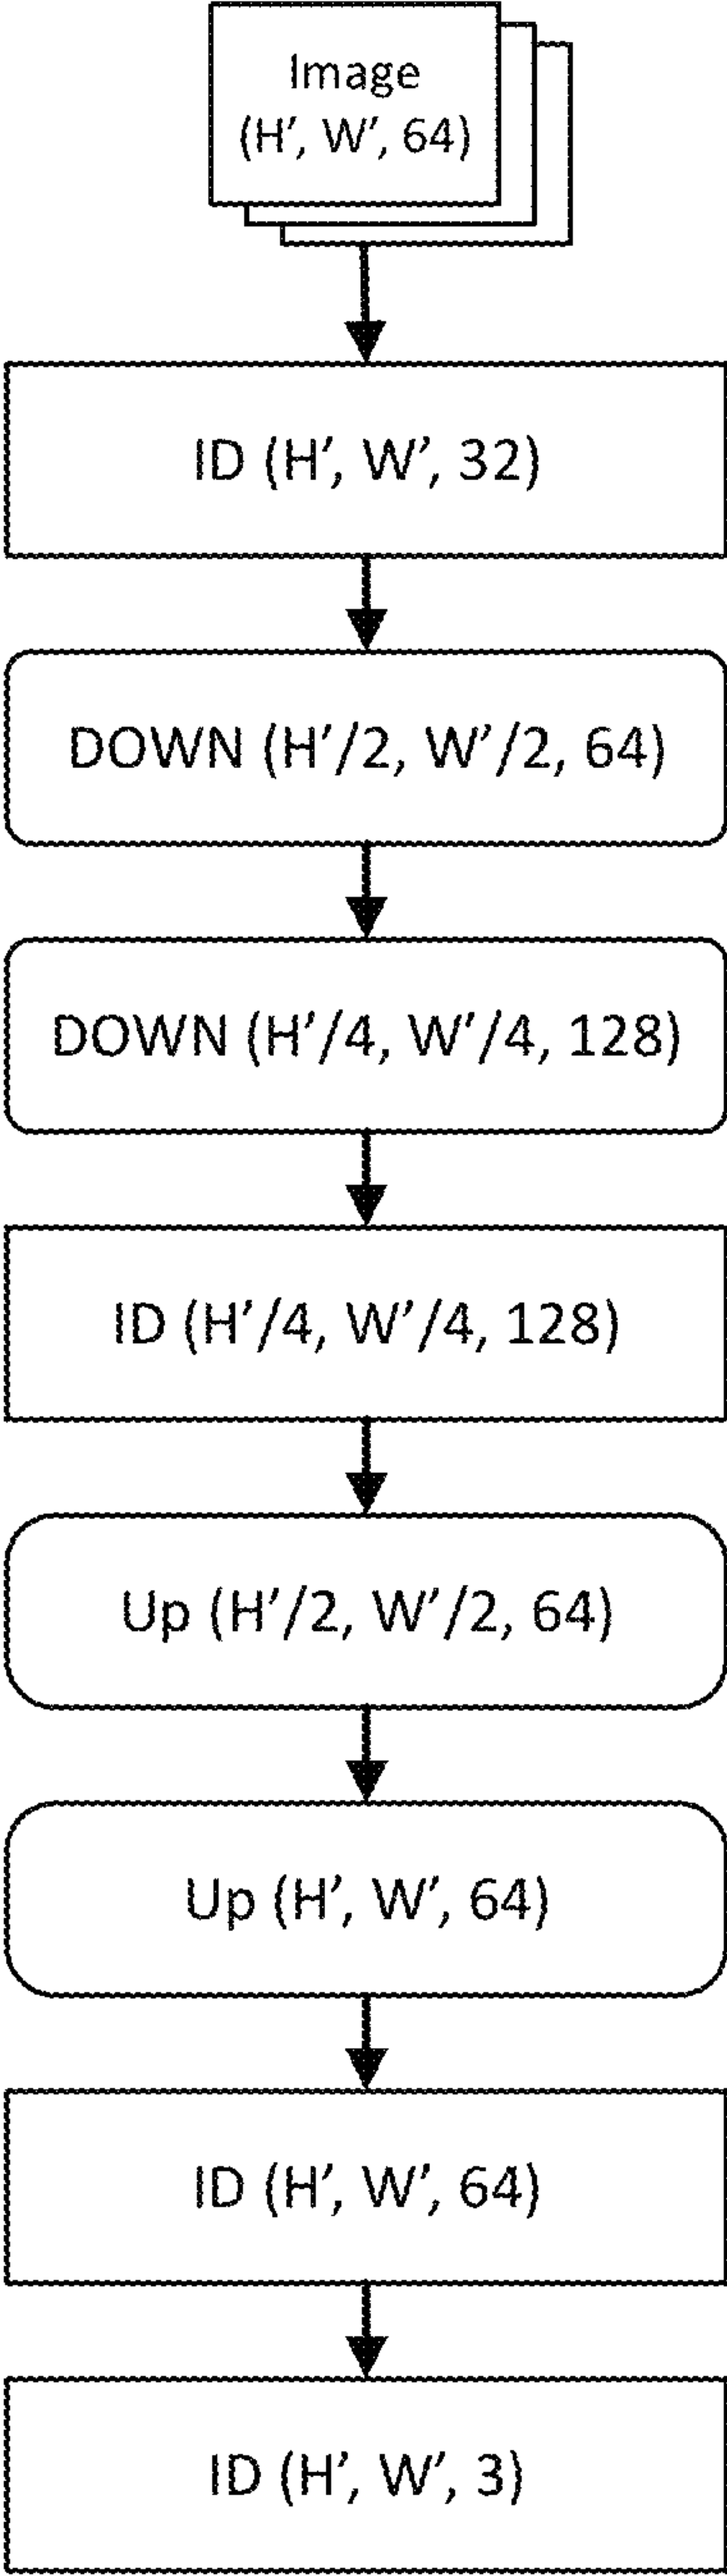 Image
(H’, W’, 64)
ID (H’, W’, 32)
DOWN (H’/2, W’/2, 64)
DOWN (H’/4, W’/4, 128)
ID (H’/4, W’/4, 128)
Up (H’/2, W’/2, 64)
Up (H’, W’, 64)
ID (H’, W’, 64)
ID (H’, W’, 3)